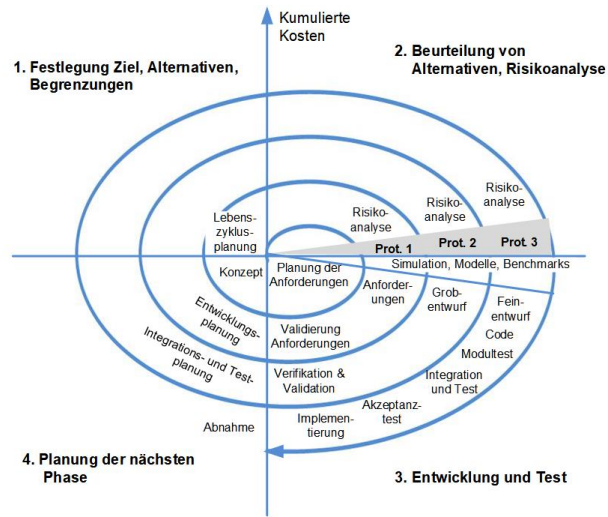 Kumulierte
Kosten
1. Festlegung Ziel, Alternativen,
Begrenzungen
2. Beurteilung von
Alternativen, Risikoanalyse
Risiko-
analyse
Risiko-
analyse
Risiko-
analyse
Lebens-
zyklus-
planung
Prot. 1
Prot. 2
Prot. 3
Simulation, Modelle, Benchmarks
Konzept
Planung der
Anforderungen
Anforder-
ungen
Grob-
entwurf
Fein-
entwurf
Code
Modultest
Entwicklungs-
planung
Validierung
Anforderungen
Integrations- und Test-
planung
Verifikation &
Validation
Integration
und Test
Akzeptanz-
test
Implemen-
tierung
Abnahme
4. Planung der nächsten
Phase
3. Entwicklung und Test